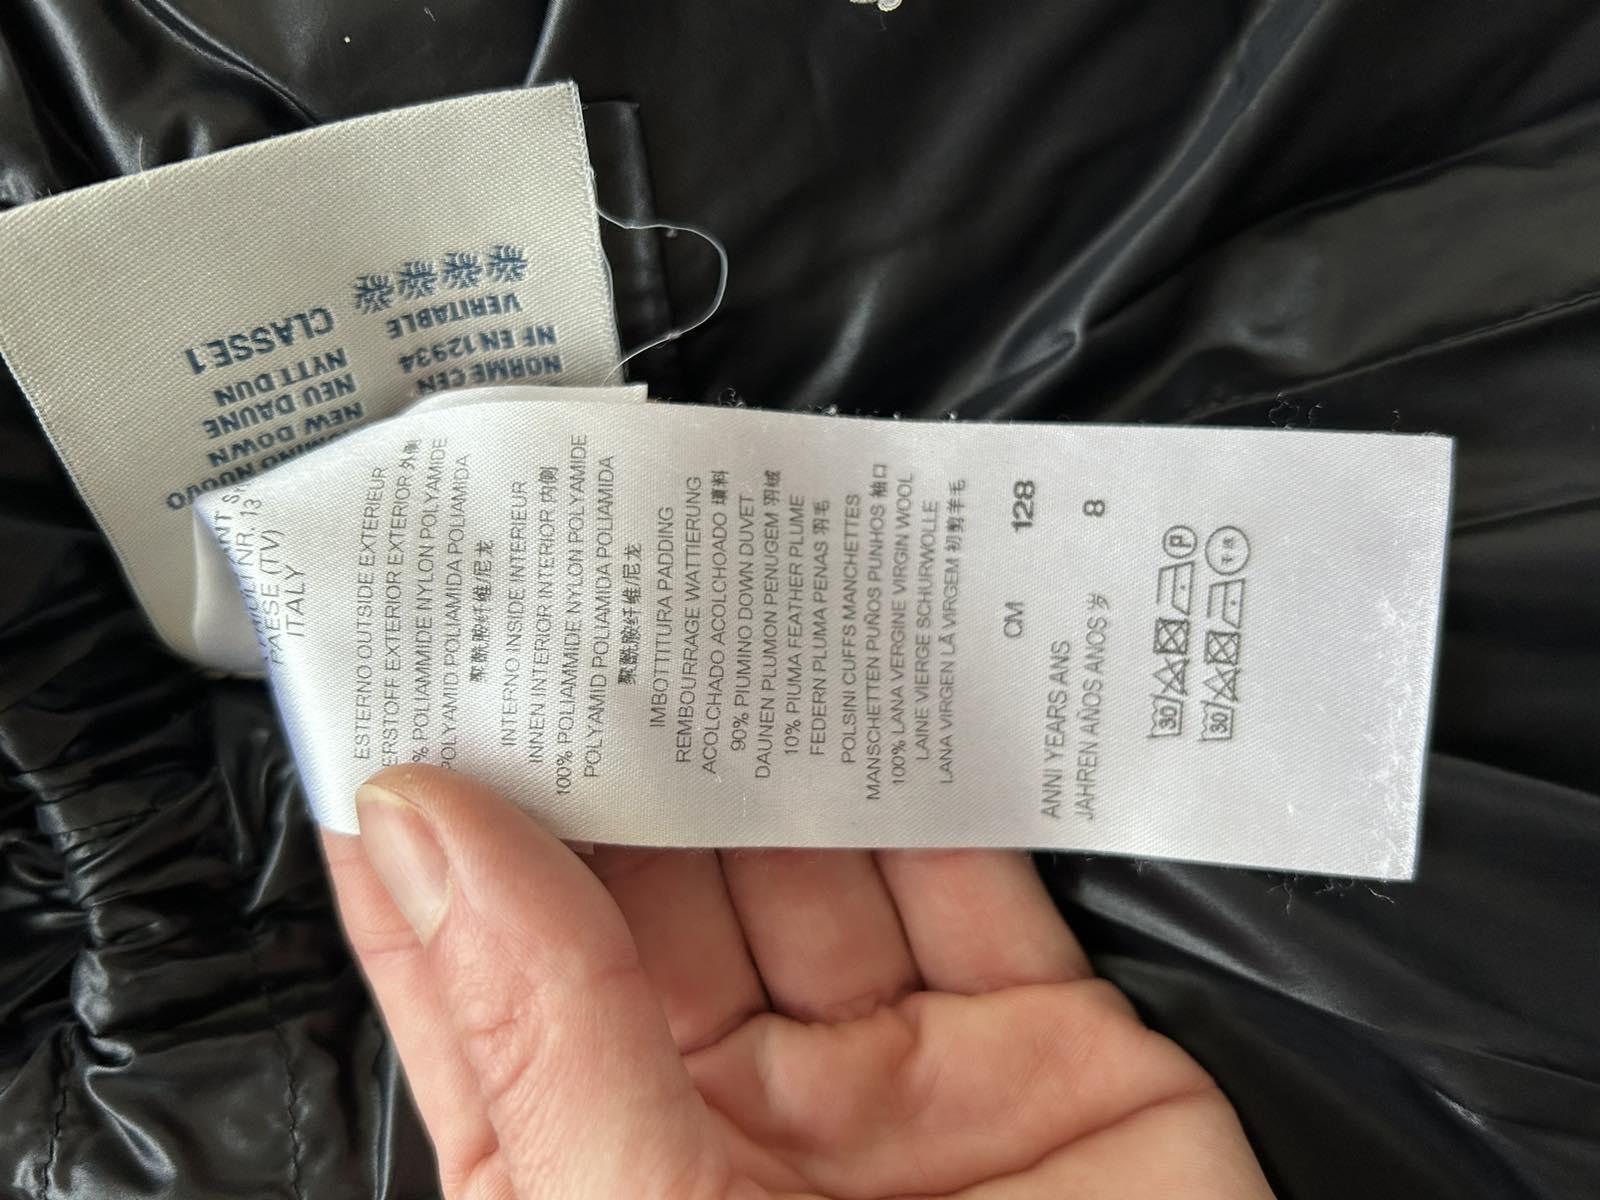 NORME CEN
NF EN 12934
VERITABLE
NEW DOWN
NEU DAUNE
NYTT DUN
CLASSE 1
PAESE (TV)
ITALY
ESTERNO OUTSIDE EXTERIEUR
EXTERIOR EXTERIOR 外侧
% POLIAMMIDE NYLON POLYAMIDE
POLYAMID POLIAMIDA POLIAMIDA
聚酰胺纤维/尼龙
INTERNO INSIDE INTERIEUR
INNEN INTERIOR INTERIOR 内侧
100% POLIAMMIDE NYLON POLYAMIDE
POLYAMID POLIAMIDA POLIAMIDA
聚酰胺纤维/尼龙
IMBOTTITURA PADDING
REMBOURRAGE WATTIERUNG
ACOLCHADO ACOLCHOADO 填料
90% PIUMINO DOWN DUVET
DAUNEN PLUMON PENUGEM 羽绒
10% PIUMA FEATHER PLUME
FEDERN PLUMA PENAS 羽毛
POLSINI CUFFS MANCHETTES
MANSCHETTEN PUÑOS PUNHOS 袖口
100% LANA VERGINE VIRGIN WOOL
LAINE VIERGE SCHURWOLLE
LANA VIRGEN LÃ VIRGEM 初剪羊毛
CM 128
ANNI YEARS ANS 8
JAHREN AÑOS ANOS 岁
30 P
30 干洗